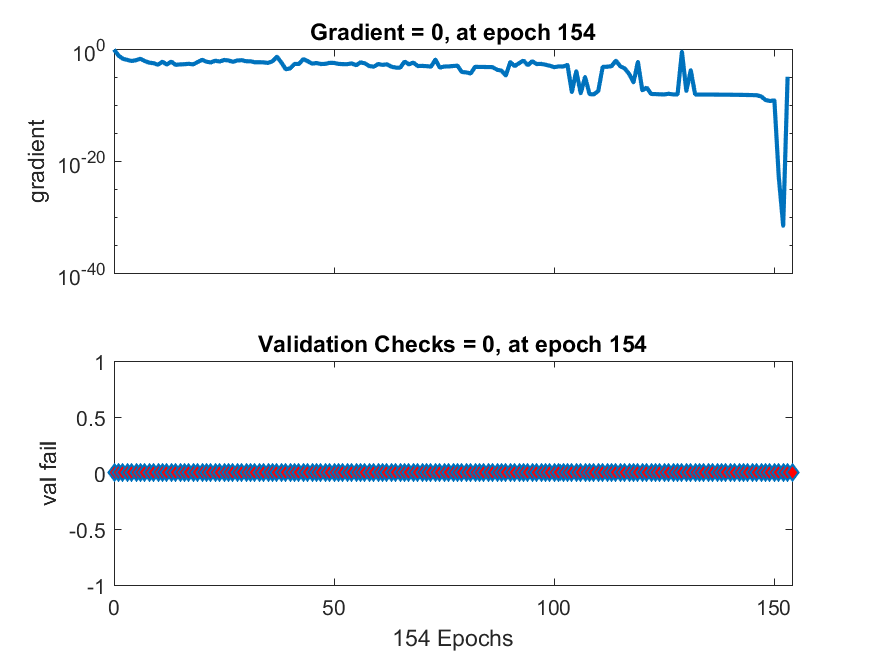 Gradient = 0, at epoch 154
10^0
10^-20
10^-40
gradient
Validation Checks = 0, at epoch 154
1
0.5
0
-0.5
-1
val fail
0 50 100 150
154 Epochs